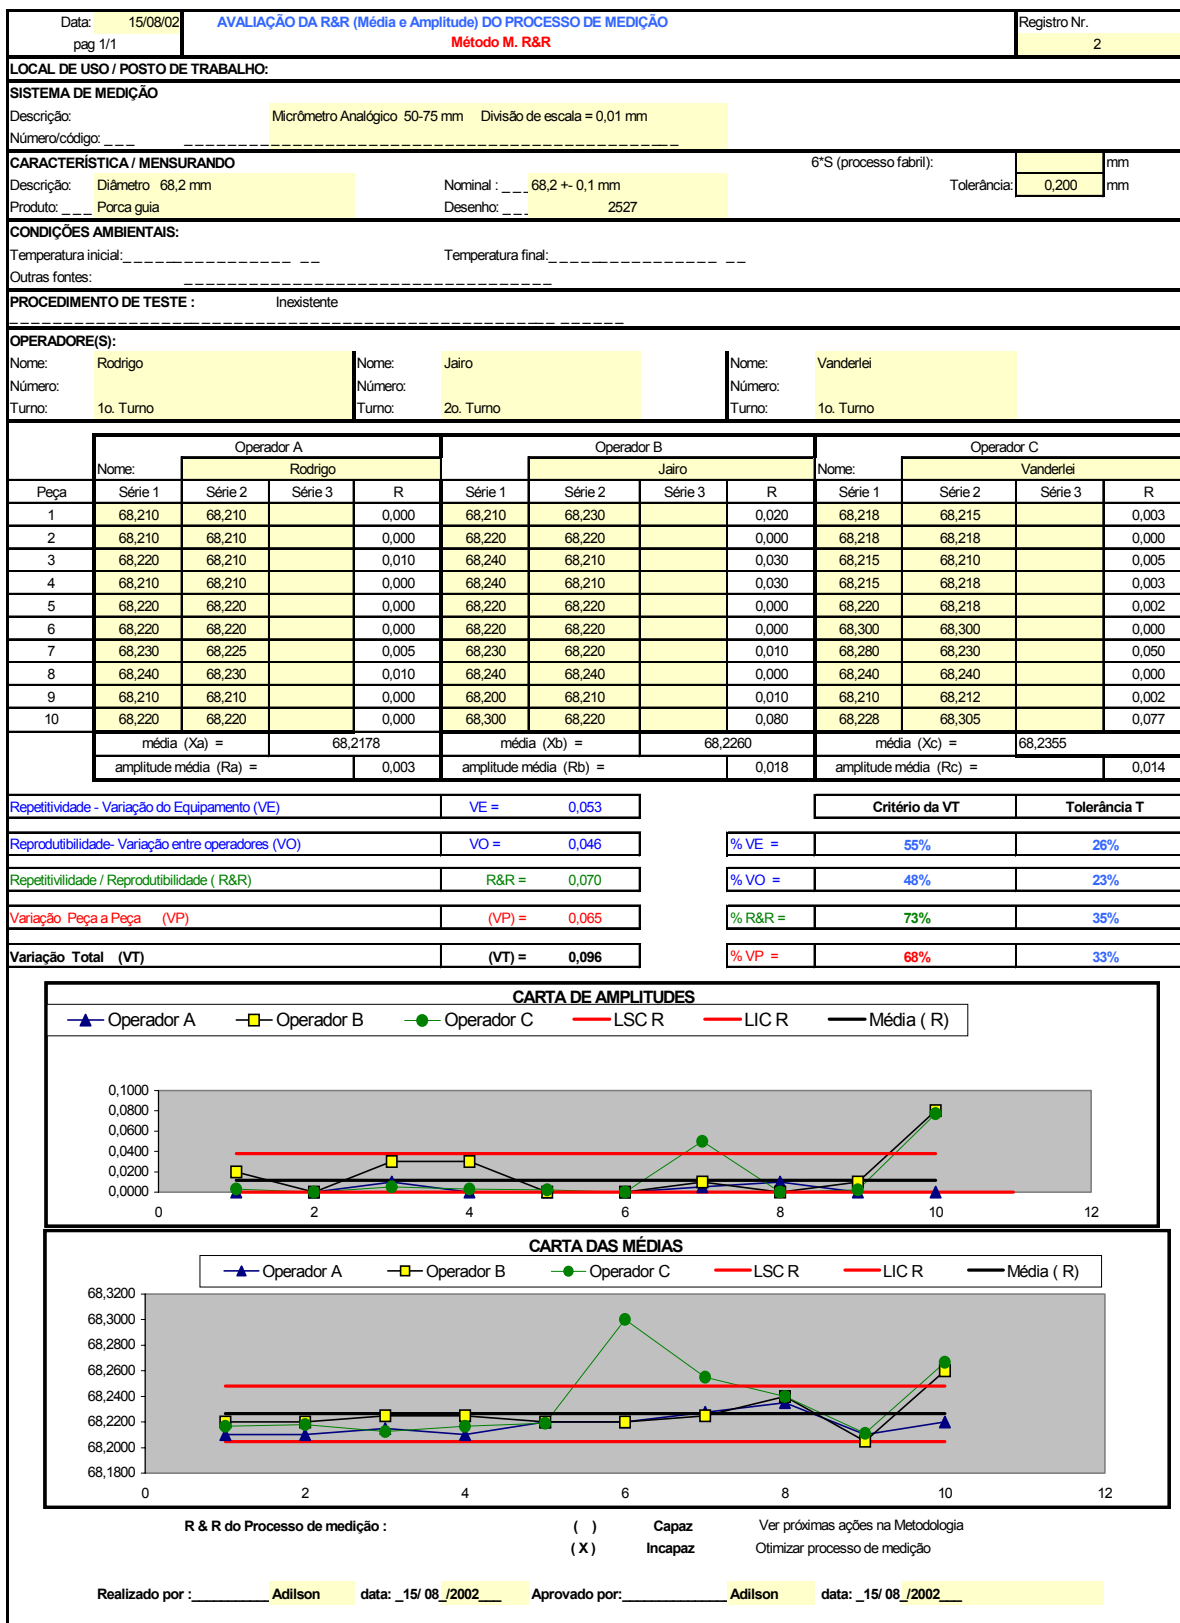 Data: 15/08/02 AVALIAÇÃO DA R&R (Média e Amplitude) DO PROCESSO DE MEDIÇÃO Registro Nr.
pag 1/1 Método M. R&R 2
LOCAL DE USO / POSTO DE TRABALHO:
SISTEMA DE MEDIÇÃO
Descrição: Micrômetro Analógico 50-75 mm Divisão de escala = 0,01 mm
Número/código: _ _ _
CARACTERÍSTICA / MENSURANDO 6*S (processo fabril): mm
Descrição: Diâmetro 68,2 mm Nominal : _ _ _ 68,2 +- 0,1 mm Tolerância: 0,200 mm
Produto: _ _ _ Porca guia Desenho: _ _ _ 2527
CONDIÇÕES AMBIENTAIS:
Temperatura inicial: Temperatura final:
Outras fontes:
PROCEDIMENTO DE TESTE : Inexistente
OPERADORE(S):
Nome: Rodrigo Nome: Jairo Nome: Vanderlei
Número: Número: Número:
Turno: 1o. Turno Turno: 2o. Turno Turno: 1o. Turno
Operador A Operador B Operador C
Nome: Rodrigo Jairo Nome: Vanderlei
Peça Série 1 Série 2 Série 3 R Série 1 Série 2 Série 3 R Série 1 Série 2 Série 3 R
1 68,210 68,210 0,000 68,210 68,230 0,020 68,218 68,215 0,003
2 68,210 68,210 0,000 68,220 68,220 0,000 68,218 68,218 0,000
3 68,220 68,210 0,010 68,240 68,210 0,030 68,215 68,210 0,005
4 68,210 68,210 0,000 68,240 68,210 0,030 68,215 68,218 0,003
5 68,220 68,220 0,000 68,220 68,220 0,000 68,220 68,218 0,002
6 68,220 68,220 0,000 68,220 68,220 0,000 68,300 68,300 0,000
7 68,230 68,225 0,005 68,230 68,220 0,010 68,280 68,230 0,050
8 68,240 68,230 0,010 68,240 68,240 0,000 68,240 68,240 0,000
9 68,210 68,210 0,000 68,200 68,210 0,010 68,210 68,212 0,002
10 68,220 68,220 0,000 68,300 68,220 0,080 68,228 68,305 0,077
média (Xa) = 68,2178 média (Xb) = 68,2260 média (Xc) = 68,2355
amplitude média (Ra) = 0,003 amplitude média (Rb) = 0,018 amplitude média (Rc) = 0,014
Repetitividade - Variação do Equipamento (VE) VE = 0,053 Critério da VT Tolerância T
Reprodutibilidade- Variação entre operadores (VO) VO = 0,046 % VE = 55% 26%
Repetitivilidade / Reprodutibilidade ( R&R) R&R = 0,070 % VO = 48% 23%
Variação Peça a Peça (VP) (VP) = 0,065 % R&R = 73% 35%
Variação Total (VT) (VT) = 0,096 % VP = 68% 33%
CARTA DE AMPLITUDES
Operador A Operador B Operador C LSC R LIC R Média ( R)
0,1000
0,0800
0,0600
0,0400
0,0200
0,0000
0 2 4 6 8 10 12
CARTA DAS MÉDIAS
Operador A Operador B Operador C LSC R LIC R Média ( R)
68,3200
68,3000
68,2800
68,2600
68,2400
68,2200
68,2000
68,1800
0 2 4 6 8 10 12
R & R do Processo de medição : ( ) Capaz Ver próximas ações na Metodologia
( X ) Incapaz Otimizar processo de medição
Realizado por :___________ Adilson data: _15/ 08_/2002___ Aprovado por:______________ Adilson data: _15/ 08_/2002___